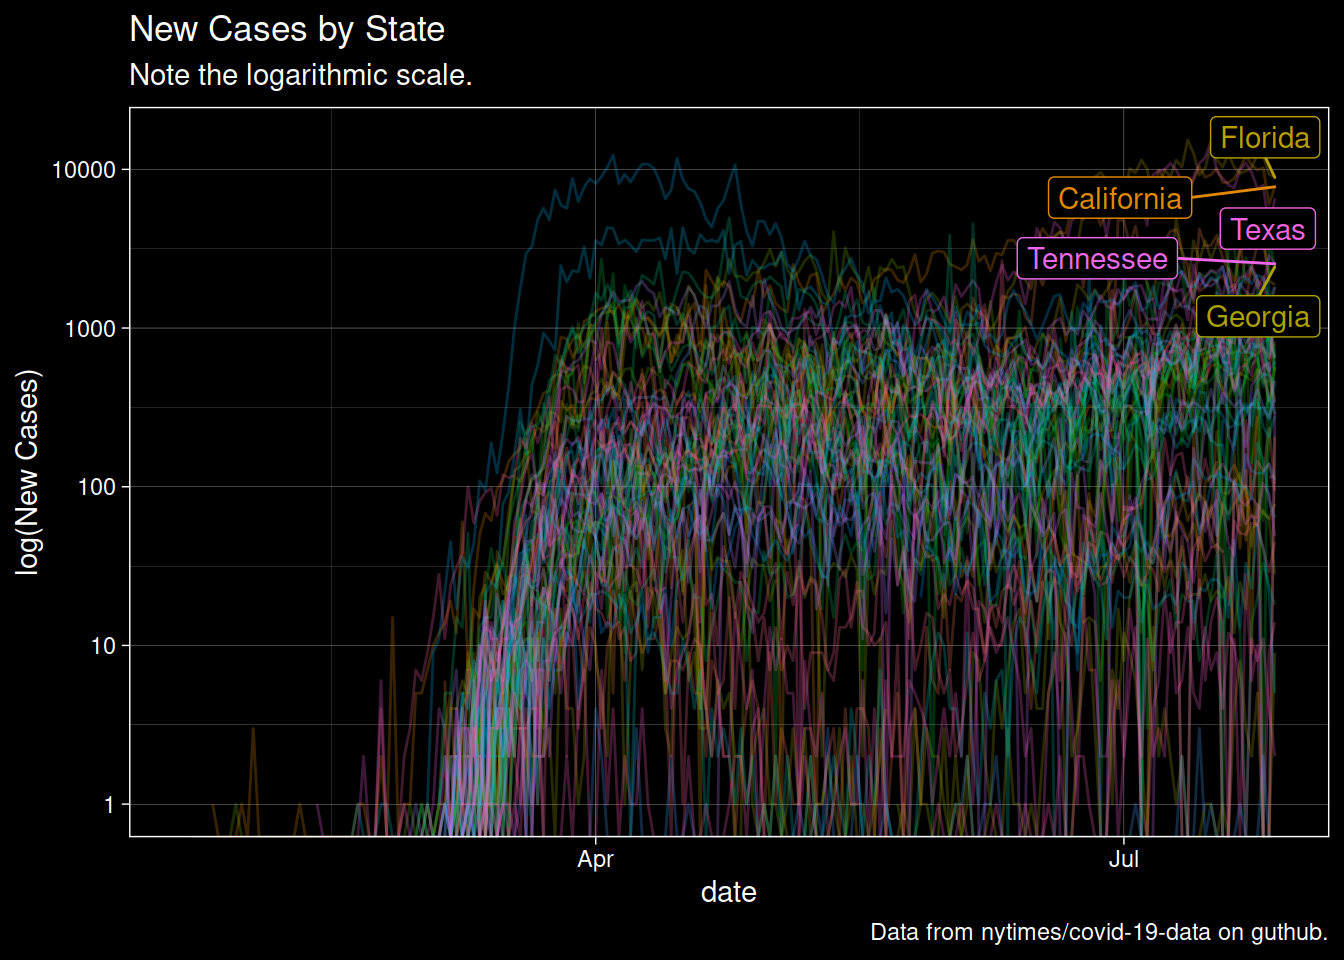 New Cases by State
Note the logarithmic scale.
Florida
10000
California
Texas
Tennessee
Georgia
1000
log(New Cases)
100
10
1
Apr
Jul
date
Data from nytimes/covid-19-data on guthub.